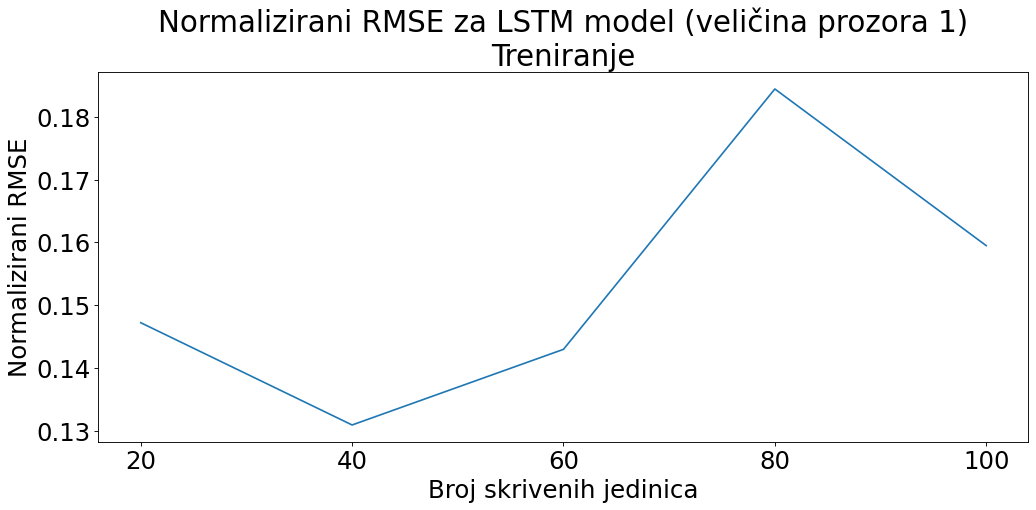 Normalizirani RMSE za LSTM model (veličina prozora 1)
Treniranje
Normalizirani RMSE
0.18
0.17
0.16
0.15
0.14
0.13
20 40 60 80 100
Broj skrivenih jedinica